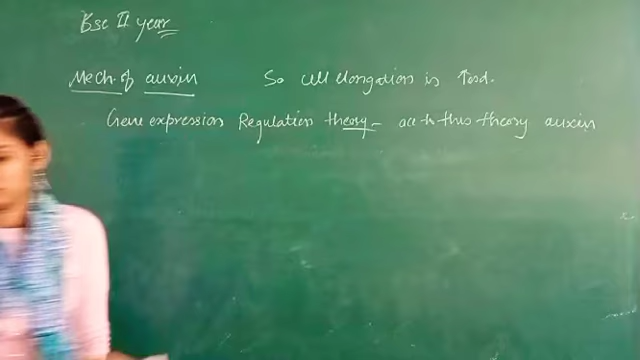 Bsc II year
Mech. of auxin So cell elongation is ↑sed.
Gene expression Regulation theory - acc to this theory auxin